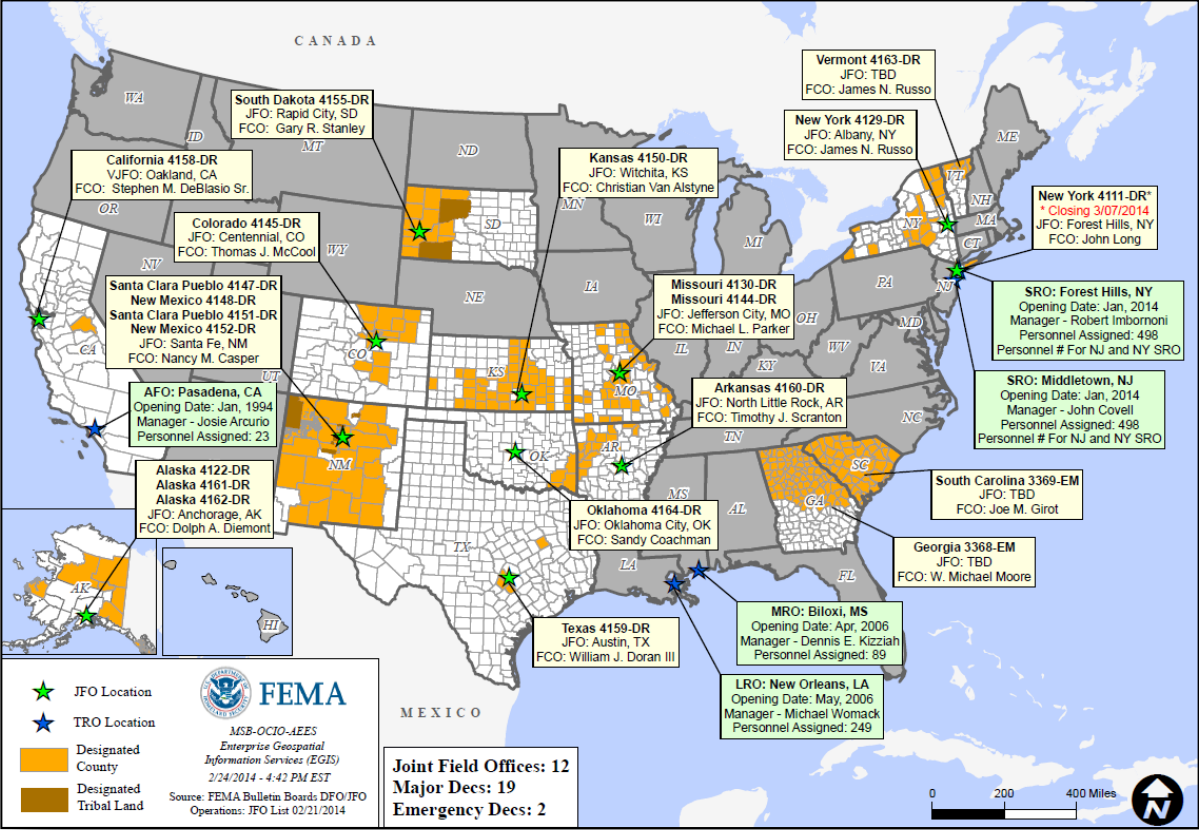 CANADA
Vermont 4163-DR
JFO: TBD
FCO: James N. Russo
New York 4129-DR
JFO: Albany, NY
FCO: James N. Russo
South Dakota 4155-DR
JFO: Rapid City, SD
FCO: Gary R. Stanley
California 4158-DR
VJFO: Oakland, CA
FCO: Stephen M. DeBlasio Sr.
Kansas 4150-DR
JFO: Witchita, KS
FCO: Christian Van Alstyne
New York 4111-DR*
* Closing 3/07/2014
JFO: Forest Hills, NY
FCO: John Long
Colorado 4145-DR
JFO: Centennial, CO
FCO: Thomas J. McCool
Santa Clara Pueblo 4147-DR
New Mexico 4148-DR
Santa Clara Pueblo 4151-DR
New Mexico 4152-DR
JFO: Santa Fe, NM
FCO: Nancy M. Casper
Missouri 4130-DR
Missouri 4144-DR
JFO: Jefferson City, MO
FCO: Michael L. Parker
SRO: Forest Hills, NY
Opening Date: Jan, 2014
Manager - Robert Imbornoni
Personnel Assigned: 498
Personnel # For NJ and NY SRO
AFO: Pasadena, CA
Opening Date: Jan, 1994
Manager - Josie Arcurio
Personnel Assigned: 23
Arkansas 4160-DR
JFO: North Little Rock, AR
FCO: Timothy J. Scranton
SRO: Middletown, NJ
Opening Date: Jan, 2014
Manager - John Covell
Personnel Assigned: 498
Personnel # For NJ and NY SRO
Alaska 4122-DR
Alaska 4161-DR
Alaska 4162-DR
JFO: Anchorage, AK
FCO: Dolph A. Diemont
South Carolina 3369-EM
JFO: TBD
FCO: Joe M. Girot
Oklahoma 4164-DR
JFO: Oklahoma City, OK
FCO: Sandy Coachman
Georgia 3368-EM
JFO: TBD
FCO: W. Michael Moore
Texas 4159-DR
JFO: Austin, TX
FCO: William J. Doran III
MRO: Biloxi, MS
Opening Date: Apr, 2006
Manager - Dennis E. Kizziah
Personnel Assigned: 89
LRO: New Orleans, LA
Opening Date: May, 2006
Manager - Michael Womack
Personnel Assigned: 249
WA
ID
MT
ND
MN
WI
MI
ME
VT
NH
MA
NY
CT
OR
WY
SD
NV
NE
IA
PA
NJ
CA
UT
CO
KS
MO
IL
IN
OH
MD
WV
VA
KY
NM
OK
AR
TN
NC
SC
TX
MS
AL
GA
LA
FL
AK
HI
MEXICO
JFO Location
TRO Location
Designated
County
Designated
Tribal Land
FEMA
MSB-OCIO-AEES
Enterprise Geospatial
Information Services (EGIS)
2/24/2014 - 4:42 PM EST
Source: FEMA Bulletin Boards DFO/JFO
Operations: JFO List 02/21/2014
Joint Field Offices: 12
Major Decs: 19
Emergency Decs: 2
0 200 400 Miles
N